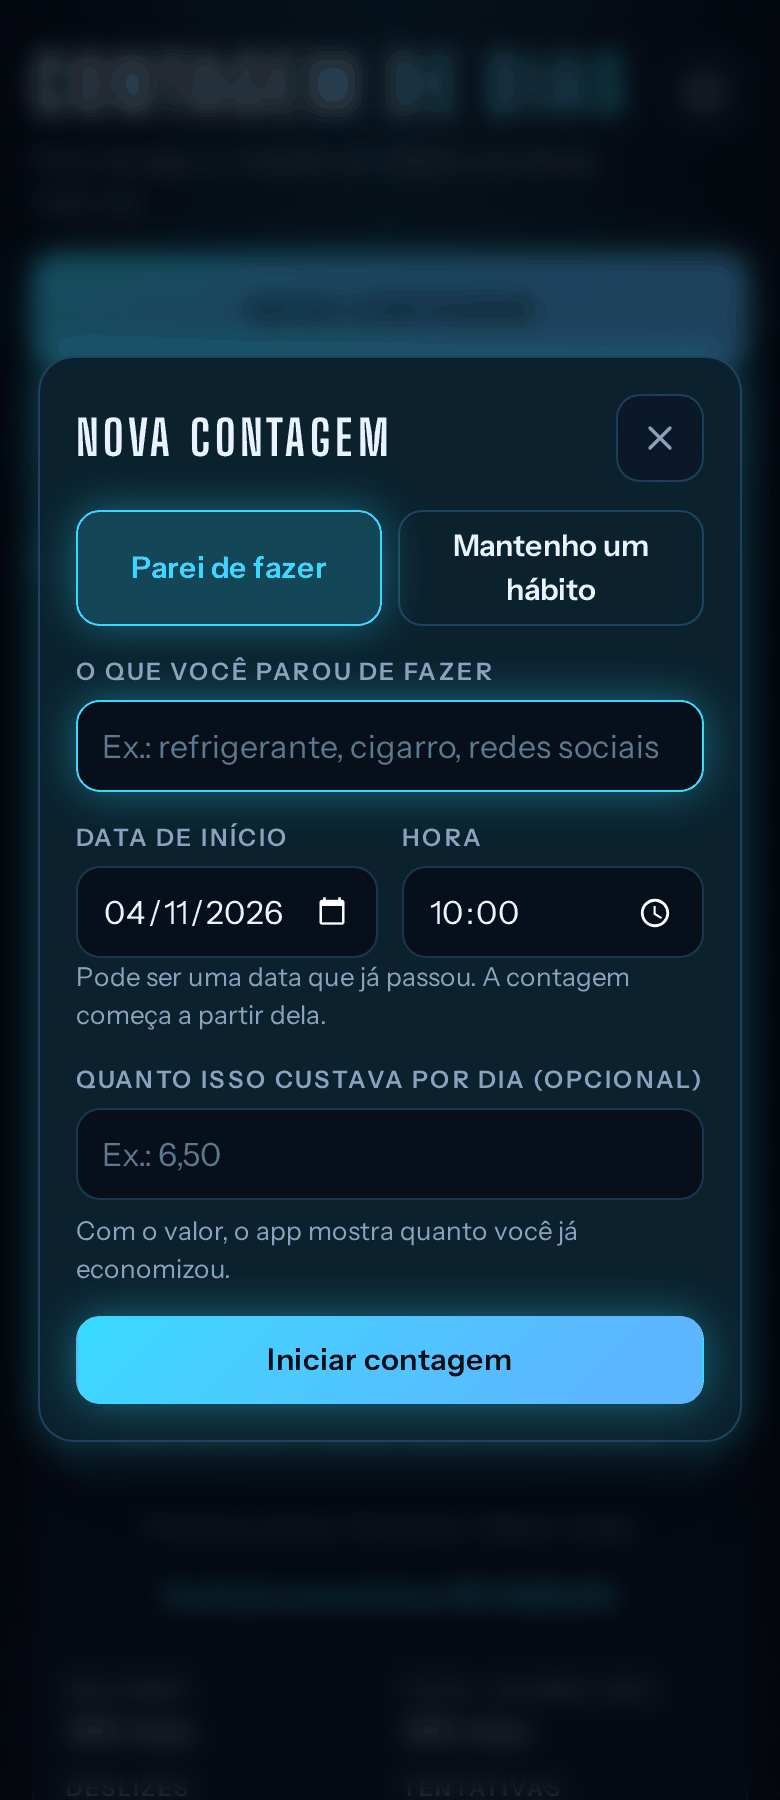 NOVA CONTAGEM
Parei de fazer
Mantenho um
hábito
O QUE VOCÊ PAROU DE FAZER
Ex.: refrigerante, cigarro, redes sociais
DATA DE INÍCIO
HORA
04/11/2026
10:00
Pode ser uma data que já passou. A contagem
começa a partir dela.
QUANTO ISSO CUSTAVA POR DIA (OPCIONAL)
Ex.: 6,50
Com o valor, o app mostra quanto você já
economizou.
Iniciar contagem
DESLIZES
TENTATIVAS